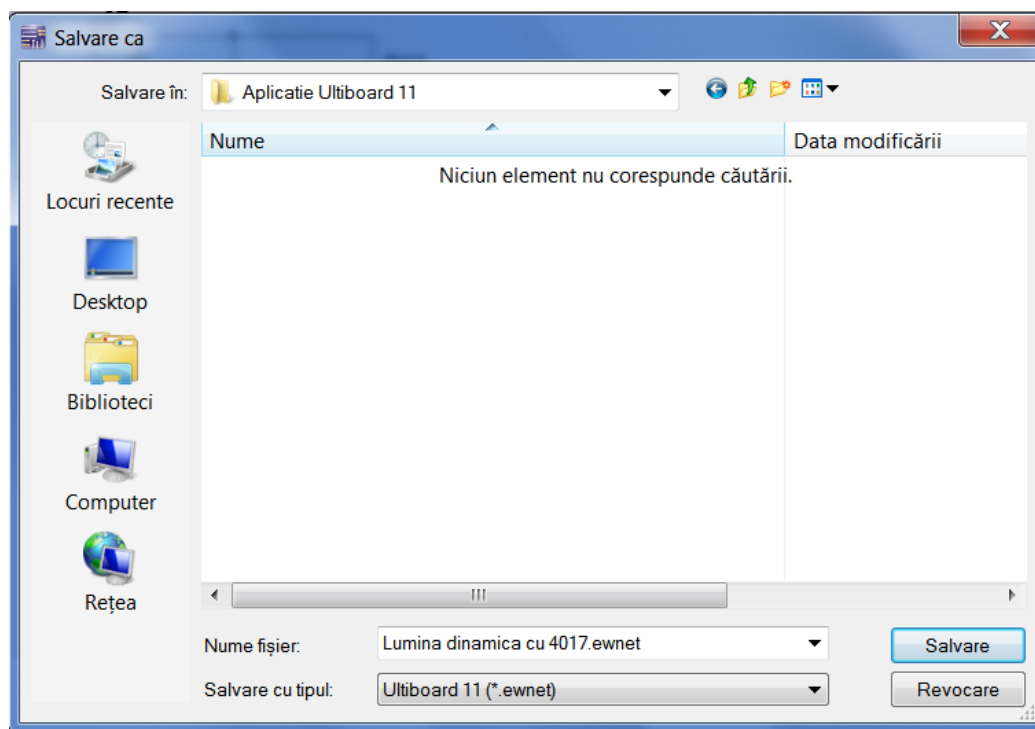 Salvare ca
Salvare în: Aplicatie Ultiboard 11
Nume Data modificării
Niciun element nu corespunde căutării.
Locuri recente
Desktop
Biblioteci
Computer
Rețea
Nume fișier: Lumina dinamica cu 4017.ewnet Salvare
Salvare cu tipul: Ultiboard 11 (*.ewnet) Revocare